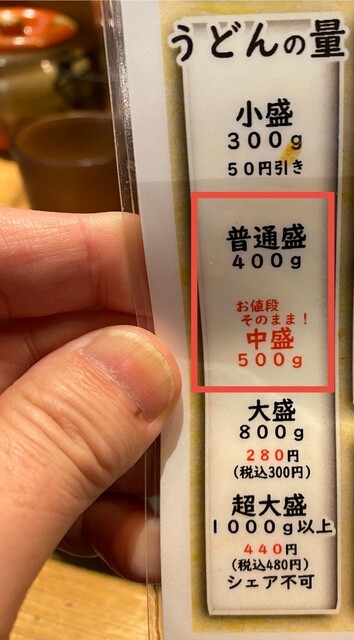 うどんの量
小盛
300g
50円引き
普通盛
400g
お値段
そのまま!
中盛
500g
大盛
800g
280円
(税込300円)
超大盛
1000g以上
440円
(税込480円)
シェア不可